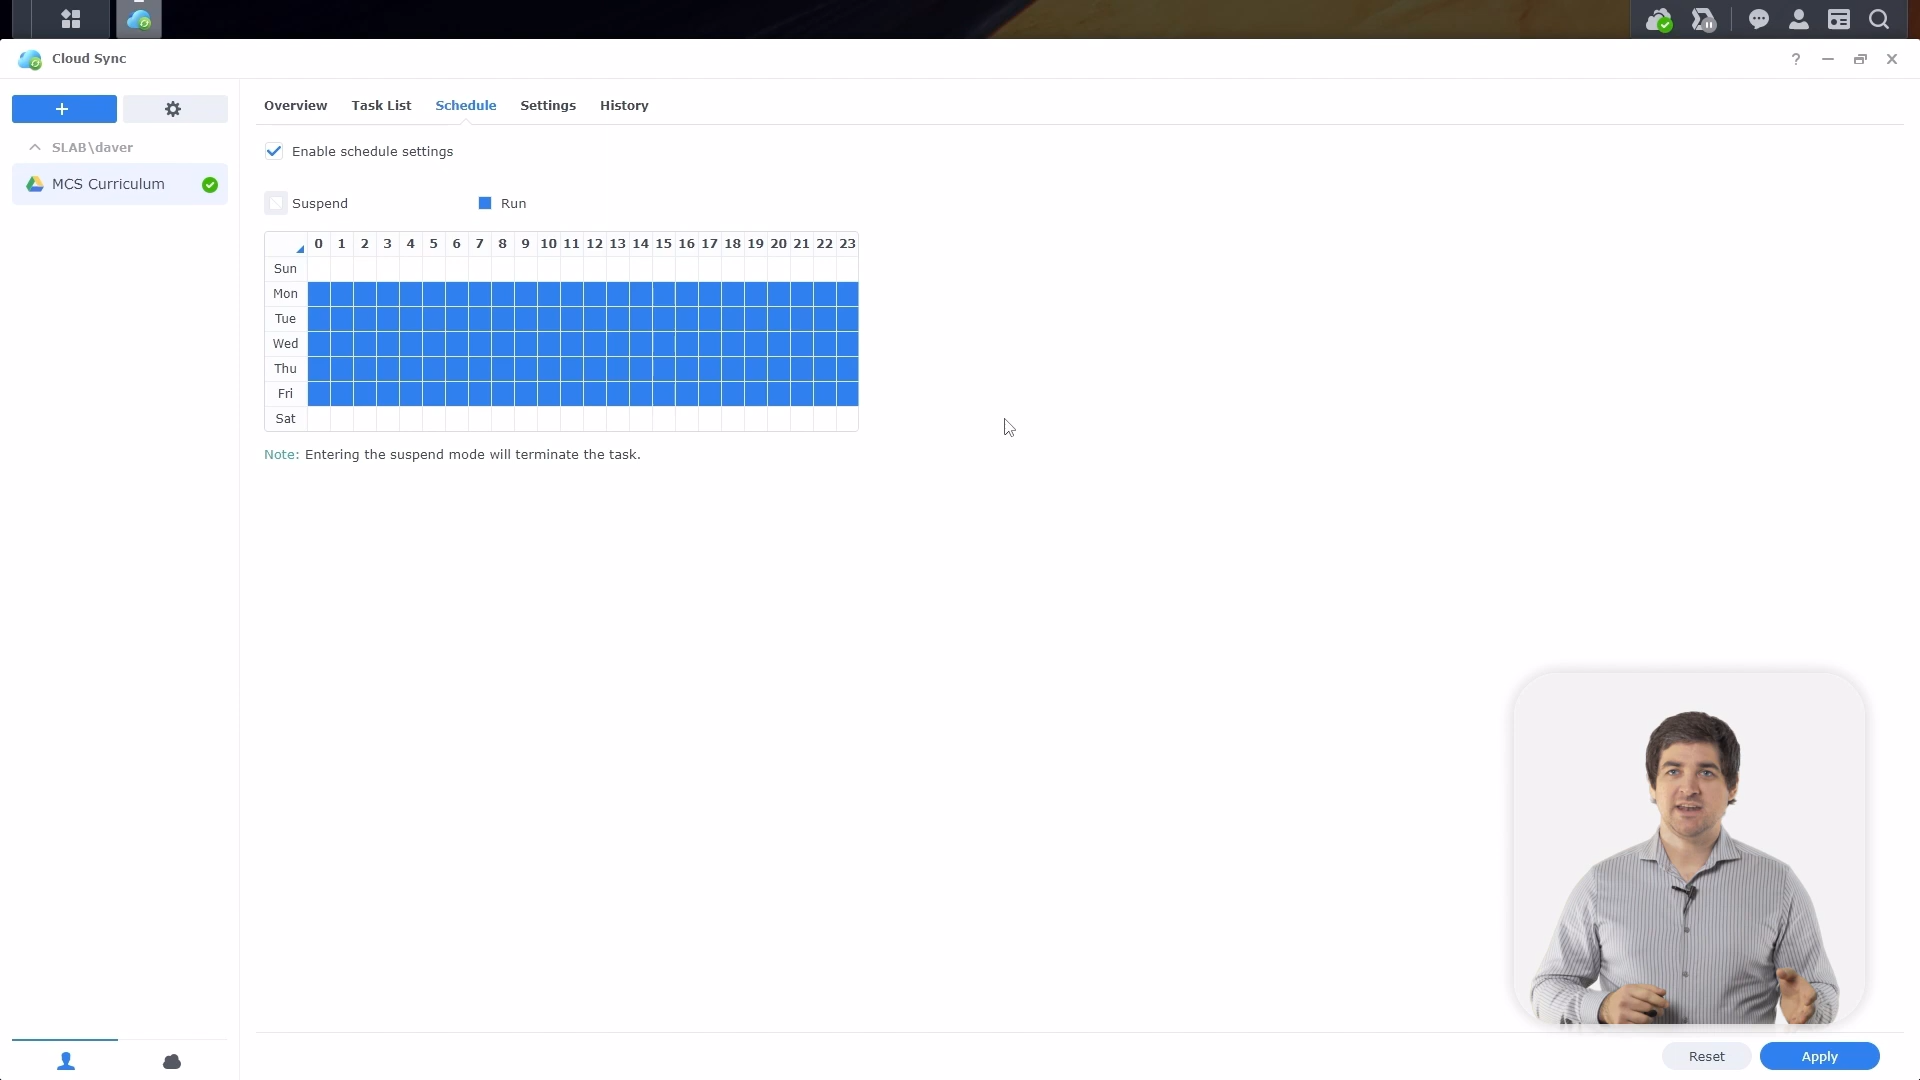 Cloud Sync
?
SLAB\daver
MCS Curriculum
Overview Task List Schedule Settings History
Enable schedule settings
Suspend Run
0 1 2 3 4 5 6 7 8 9 10 11 12 13 14 15 16 17 18 19 20 21 22 23
Sun
Mon
Tue
Wed
Thu
Fri
Sat
Note: Entering the suspend mode will terminate the task.
Reset Apply